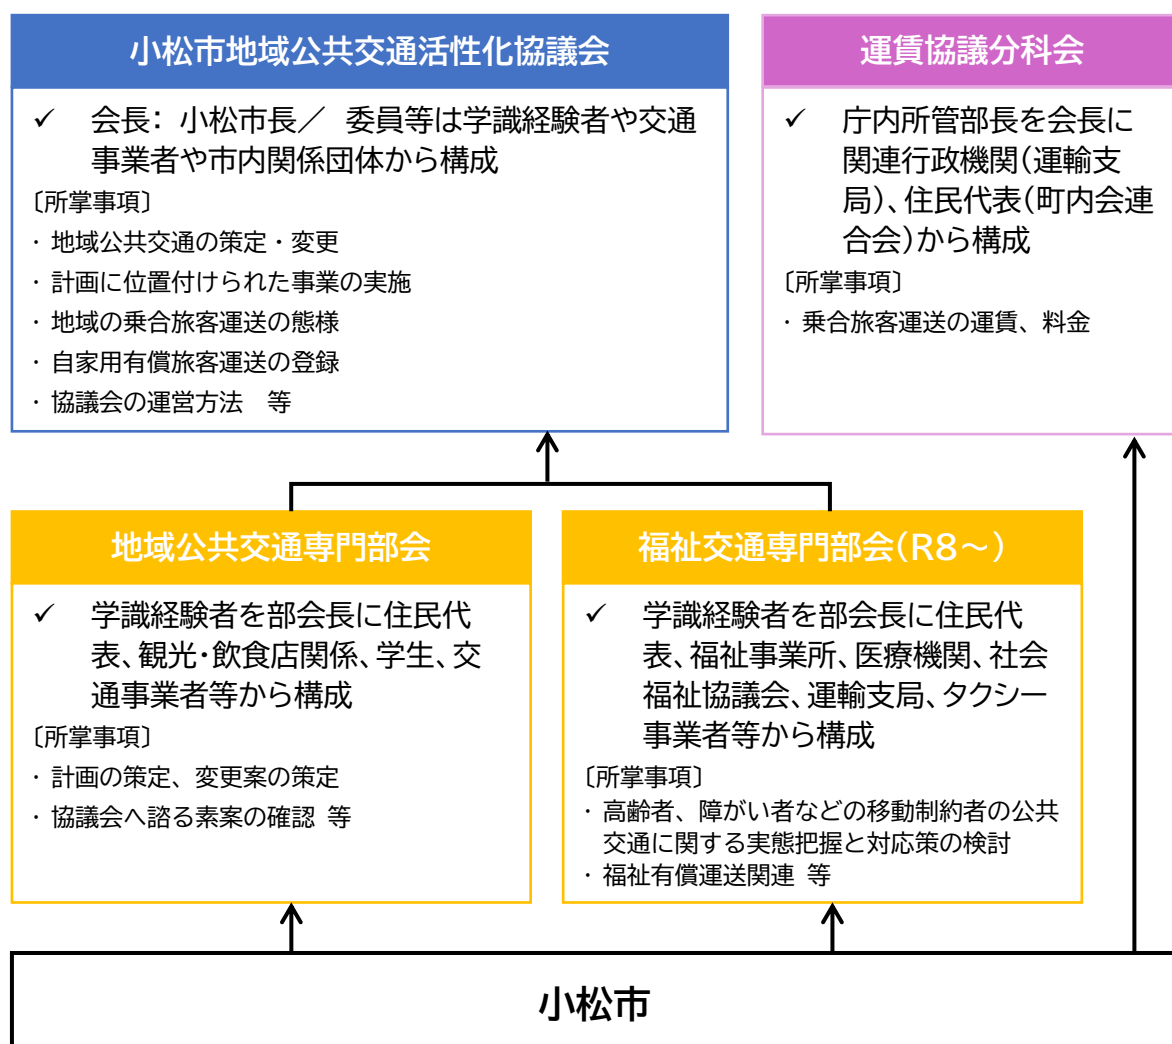 小松市地域公共交通活性化協議会
✓ 会長： 小松市長／ 委員等は学識経験者や交通
事業者や市内関係団体から構成
〔所掌事項〕
・地域公共交通の策定・変更
・計画に位置付けられた事業の実施
・地域の乗合旅客運送の態様
・自家用有償旅客運送の登録
・協議会の運営方法　等
運賃協議分科会
✓ 庁内所管部長を会長に
関連行政機関（運輸支
局）、住民代表（町内会連
合会）から構成
〔所掌事項〕
・乗合旅客運送の運賃、料金
地域公共交通専門部会
✓ 学識経験者を部会長に住民代
表、観光・飲食店関係、学生、交
通事業者等から構成
〔所掌事項〕
・計画の策定、変更案の策定
・協議会へ諮る素案の確認 等
福祉交通専門部会（R8～）
✓ 学識経験者を部会長に住民代
表、福祉事業所、医療機関、社会
福祉協議会、運輸支局、タクシー
事業者等から構成
〔所掌事項〕
・高齢者、障がい者などの移動制約者の公共
交通に関する実態把握と対応策の検討
・福祉有償運送関連 等
小松市